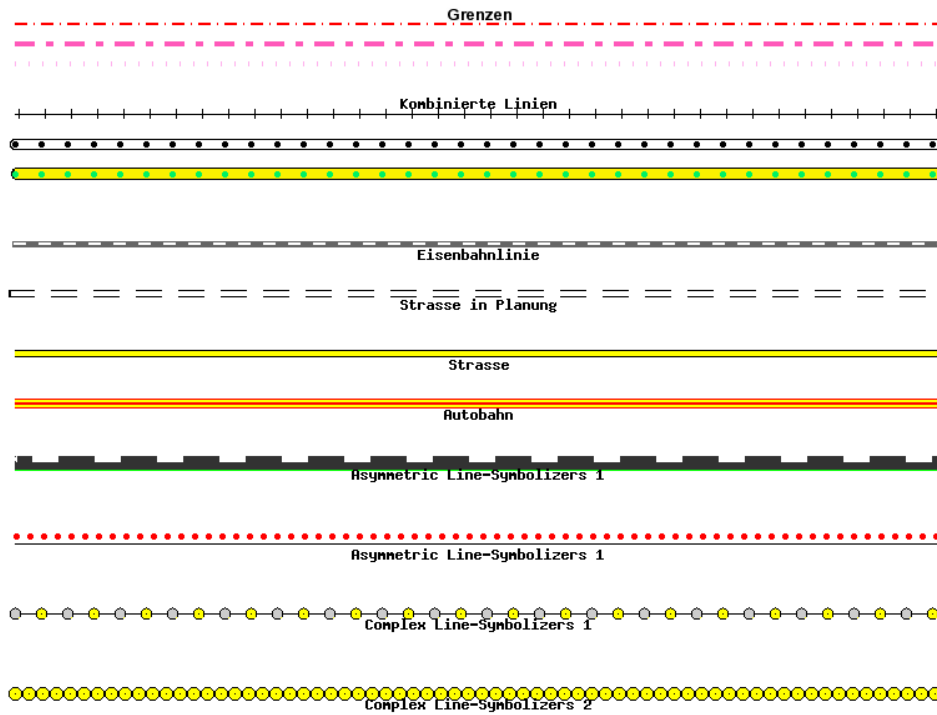 Grenzen
Kombinierte Linien
Eisenbahnlinie
Strasse in Planung
Strasse
Autobahn
Asymmetric Line-Symbolizers 1
Asymmetric Line-Symbolizers 1
Complex Line-Symbolizers 1
Complex Line-Symbolizers 2